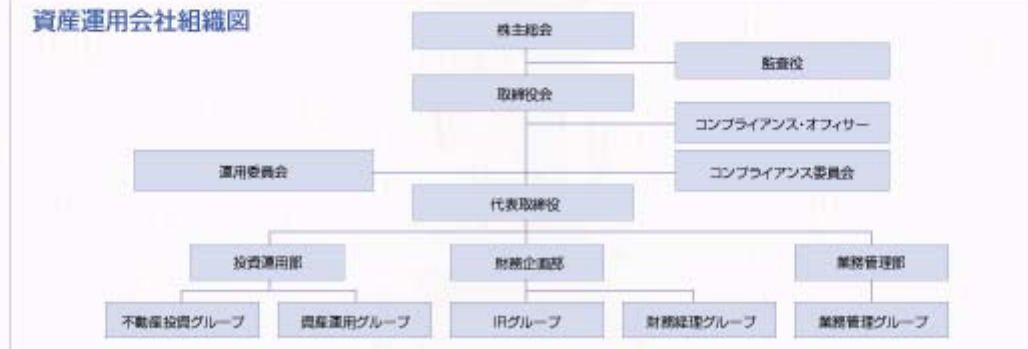 資産運用会社組織図
株主総会
監査役
取締役会
コンプライアンス・オフィサー
運用委員会
コンプライアンス委員会
代表取締役
投資運用部
財務企画部
業務管理部
不動産投資グループ
資産運用グループ
IRグループ
財務経理グループ
業務管理グループ